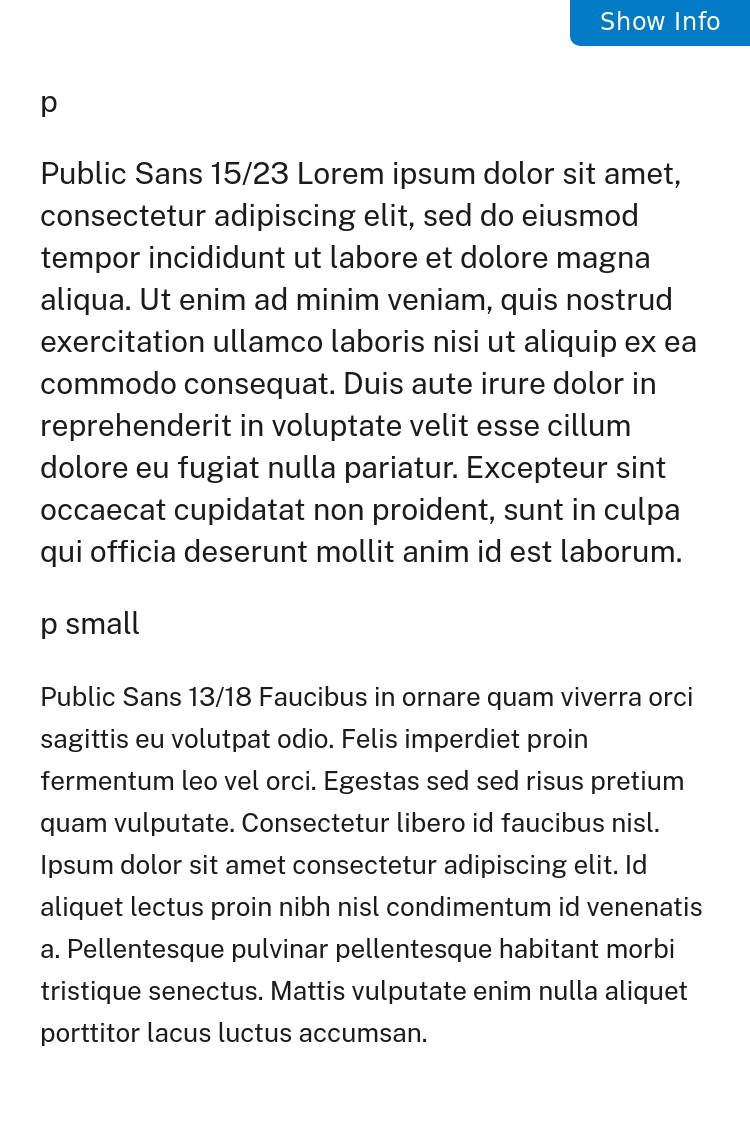 Show Info
p
Public Sans 15/23 Lorem ipsum dolor sit amet,
consectetur adipiscing elit, sed do eiusmod
tempor incididunt ut labore et dolore magna
aliqua. Ut enim ad minim veniam, quis nostrud
exercitation ullamco laboris nisi ut aliquip ex ea
commodo consequat. Duis aute irure dolor in
reprehenderit in voluptate velit esse cillum
dolore eu fugiat nulla pariatur. Excepteur sint
occaecat cupidatat non proident, sunt in culpa
qui officia deserunt mollit anim id est laborum.
p small
Public Sans 13/18 Faucibus in ornare quam viverra orci
sagittis eu volutpat odio. Felis imperdiet proin
fermentum leo vel orci. Egestas sed sed risus pretium
quam vulputate. Consectetur libero id faucibus nisl.
Ipsum dolor sit amet consectetur adipiscing elit. Id
aliquet lectus proin nibh nisl condimentum id venenatis
a. Pellentesque pulvinar pellentesque habitant morbi
tristique senectus. Mattis vulputate enim nulla aliquet
porttitor lacus luctus accumsan.